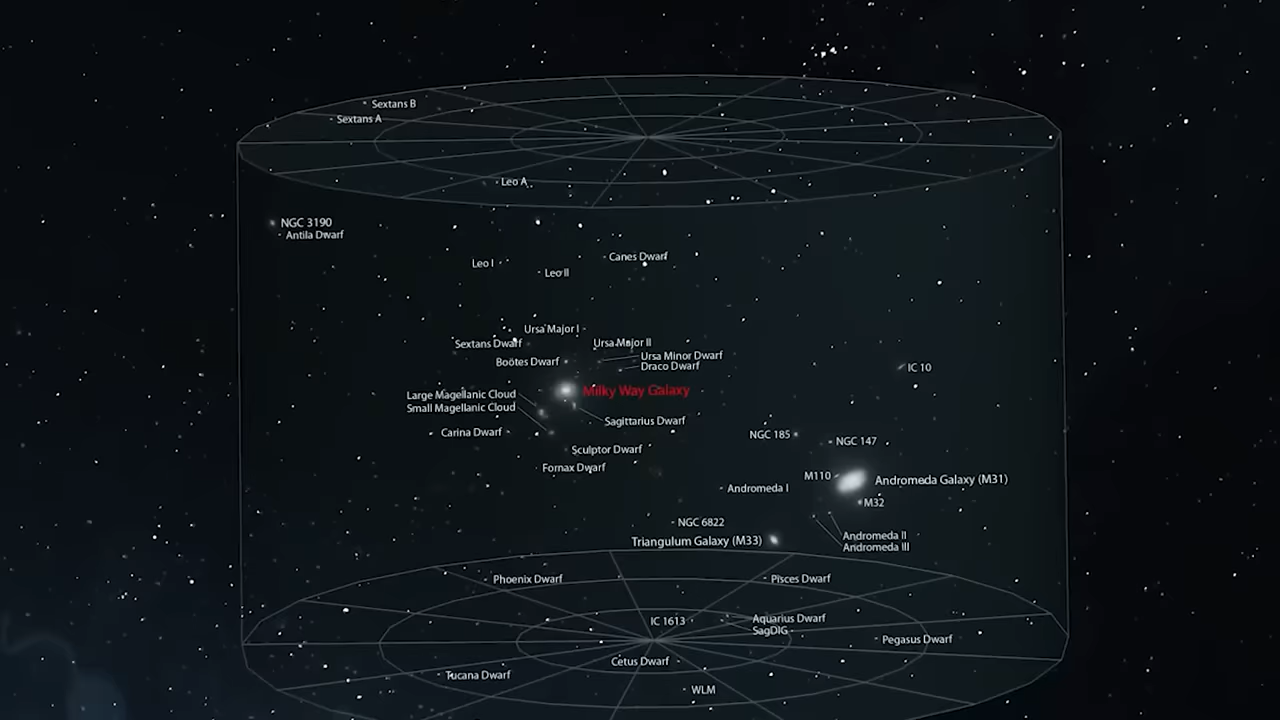 Sextans B
Sextans A
Leo A
NGC 3190
Antila Dwarf
Canes Dwarf
Leo I
Leo II
Ursa Major I
Ursa Major II
Sextans Dwarf
Ursa Minor Dwarf
Boötes Dwarf
Draco Dwarf
IC 10
Milky Way Galaxy
Large Magellanic Cloud
Small Magellanic Cloud
Sagittarius Dwarf
Carina Dwarf
NGC 185
NGC 147
Sculptor Dwarf
Fornax Dwarf
M110
Andromeda Galaxy (M31)
Andromeda I
M32
NGC 6822
Andromeda II
Triangulum Galaxy (M33)
Andromeda III
Phoenix Dwarf
Pisces Dwarf
IC 1613
Aquarius Dwarf
SagDIG
Pegasus Dwarf
Cetus Dwarf
Tucana Dwarf
WLM